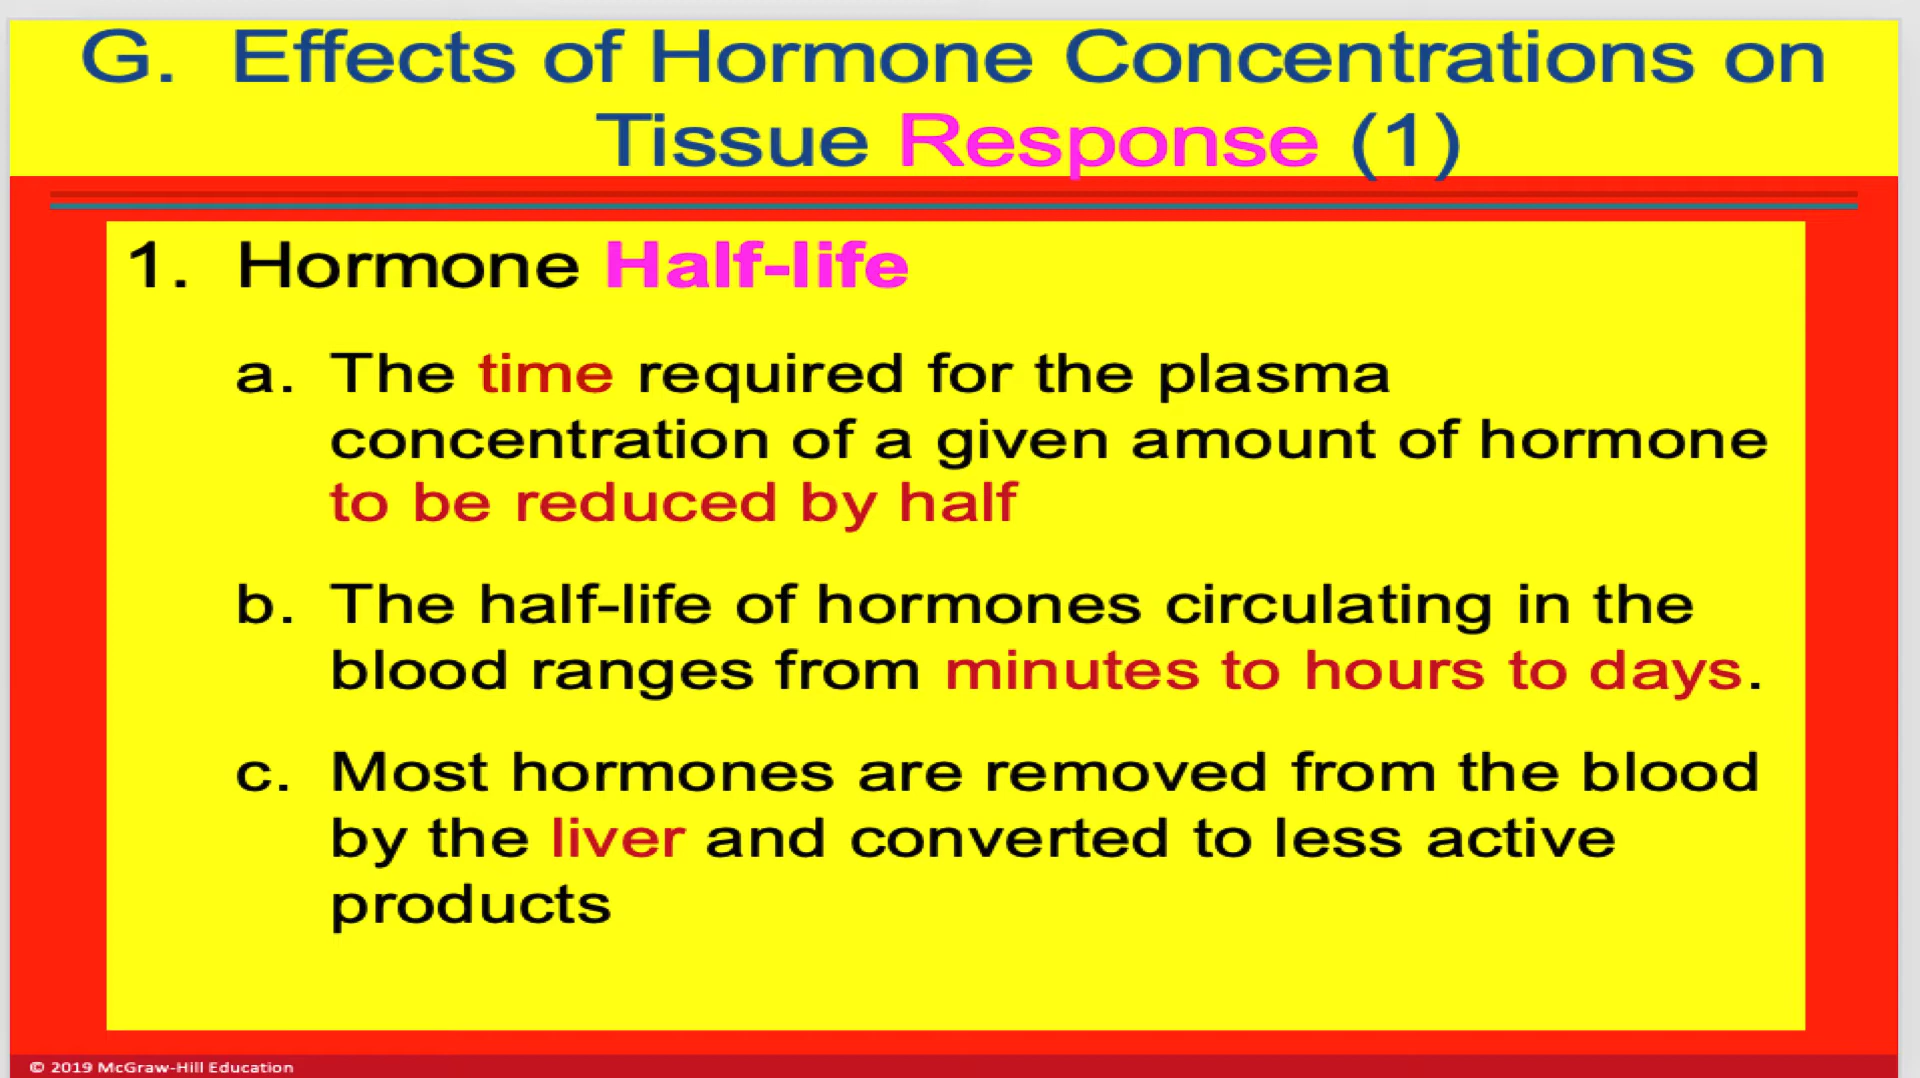 G. Effects of Hormone Concentrations on
Tissue Response (1)
1. Hormone Half-life
a. The time required for the plasma
concentration of a given amount of hormone
to be reduced by half
b. The half-life of hormones circulating in the
blood ranges from minutes to hours to days.
c. Most hormones are removed from the blood
by the liver and converted to less active
products
© 2019 McGraw-Hill Education